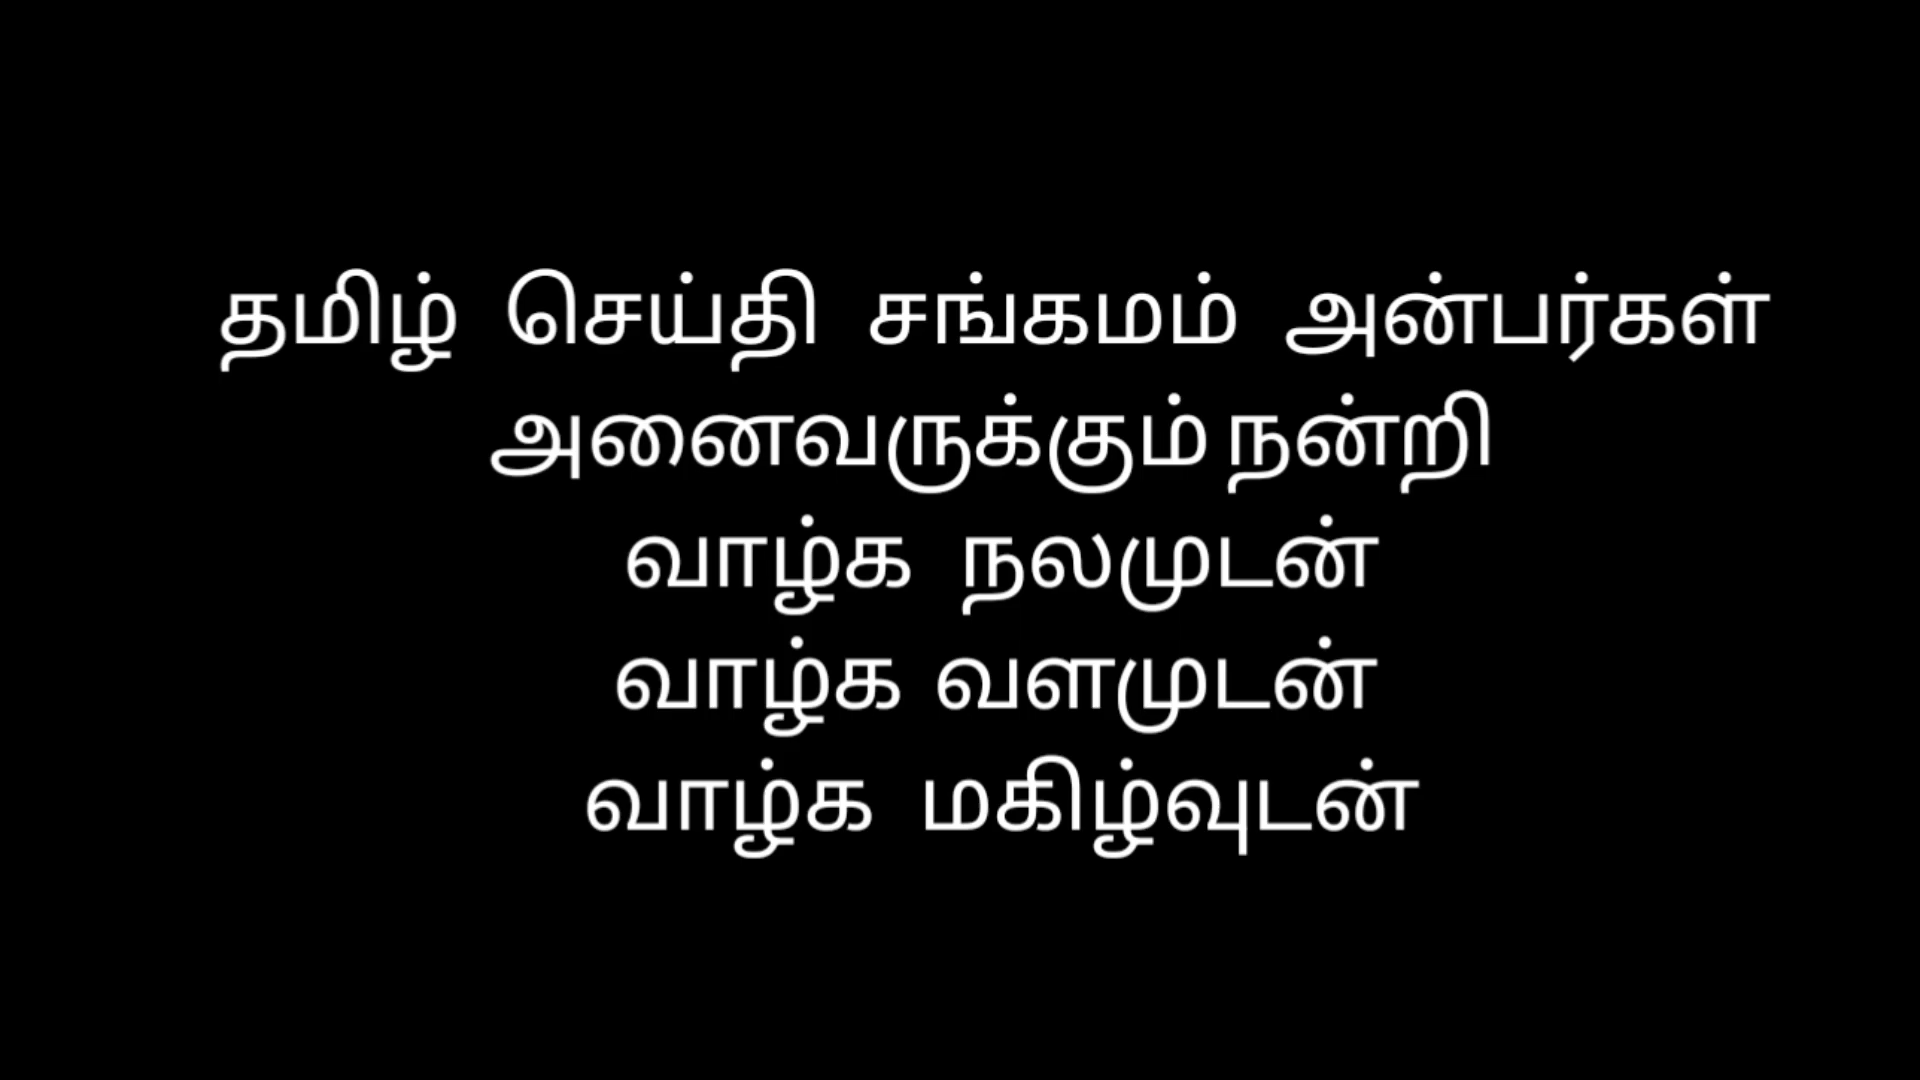 தமிழ் செய்தி சங்கமம் அன்பர்கள்
அனைவருக்கும் நன்றி
வாழ்க நலமுடன்
வாழ்க வளமுடன்
வாழ்க மகிழ்வுடன்